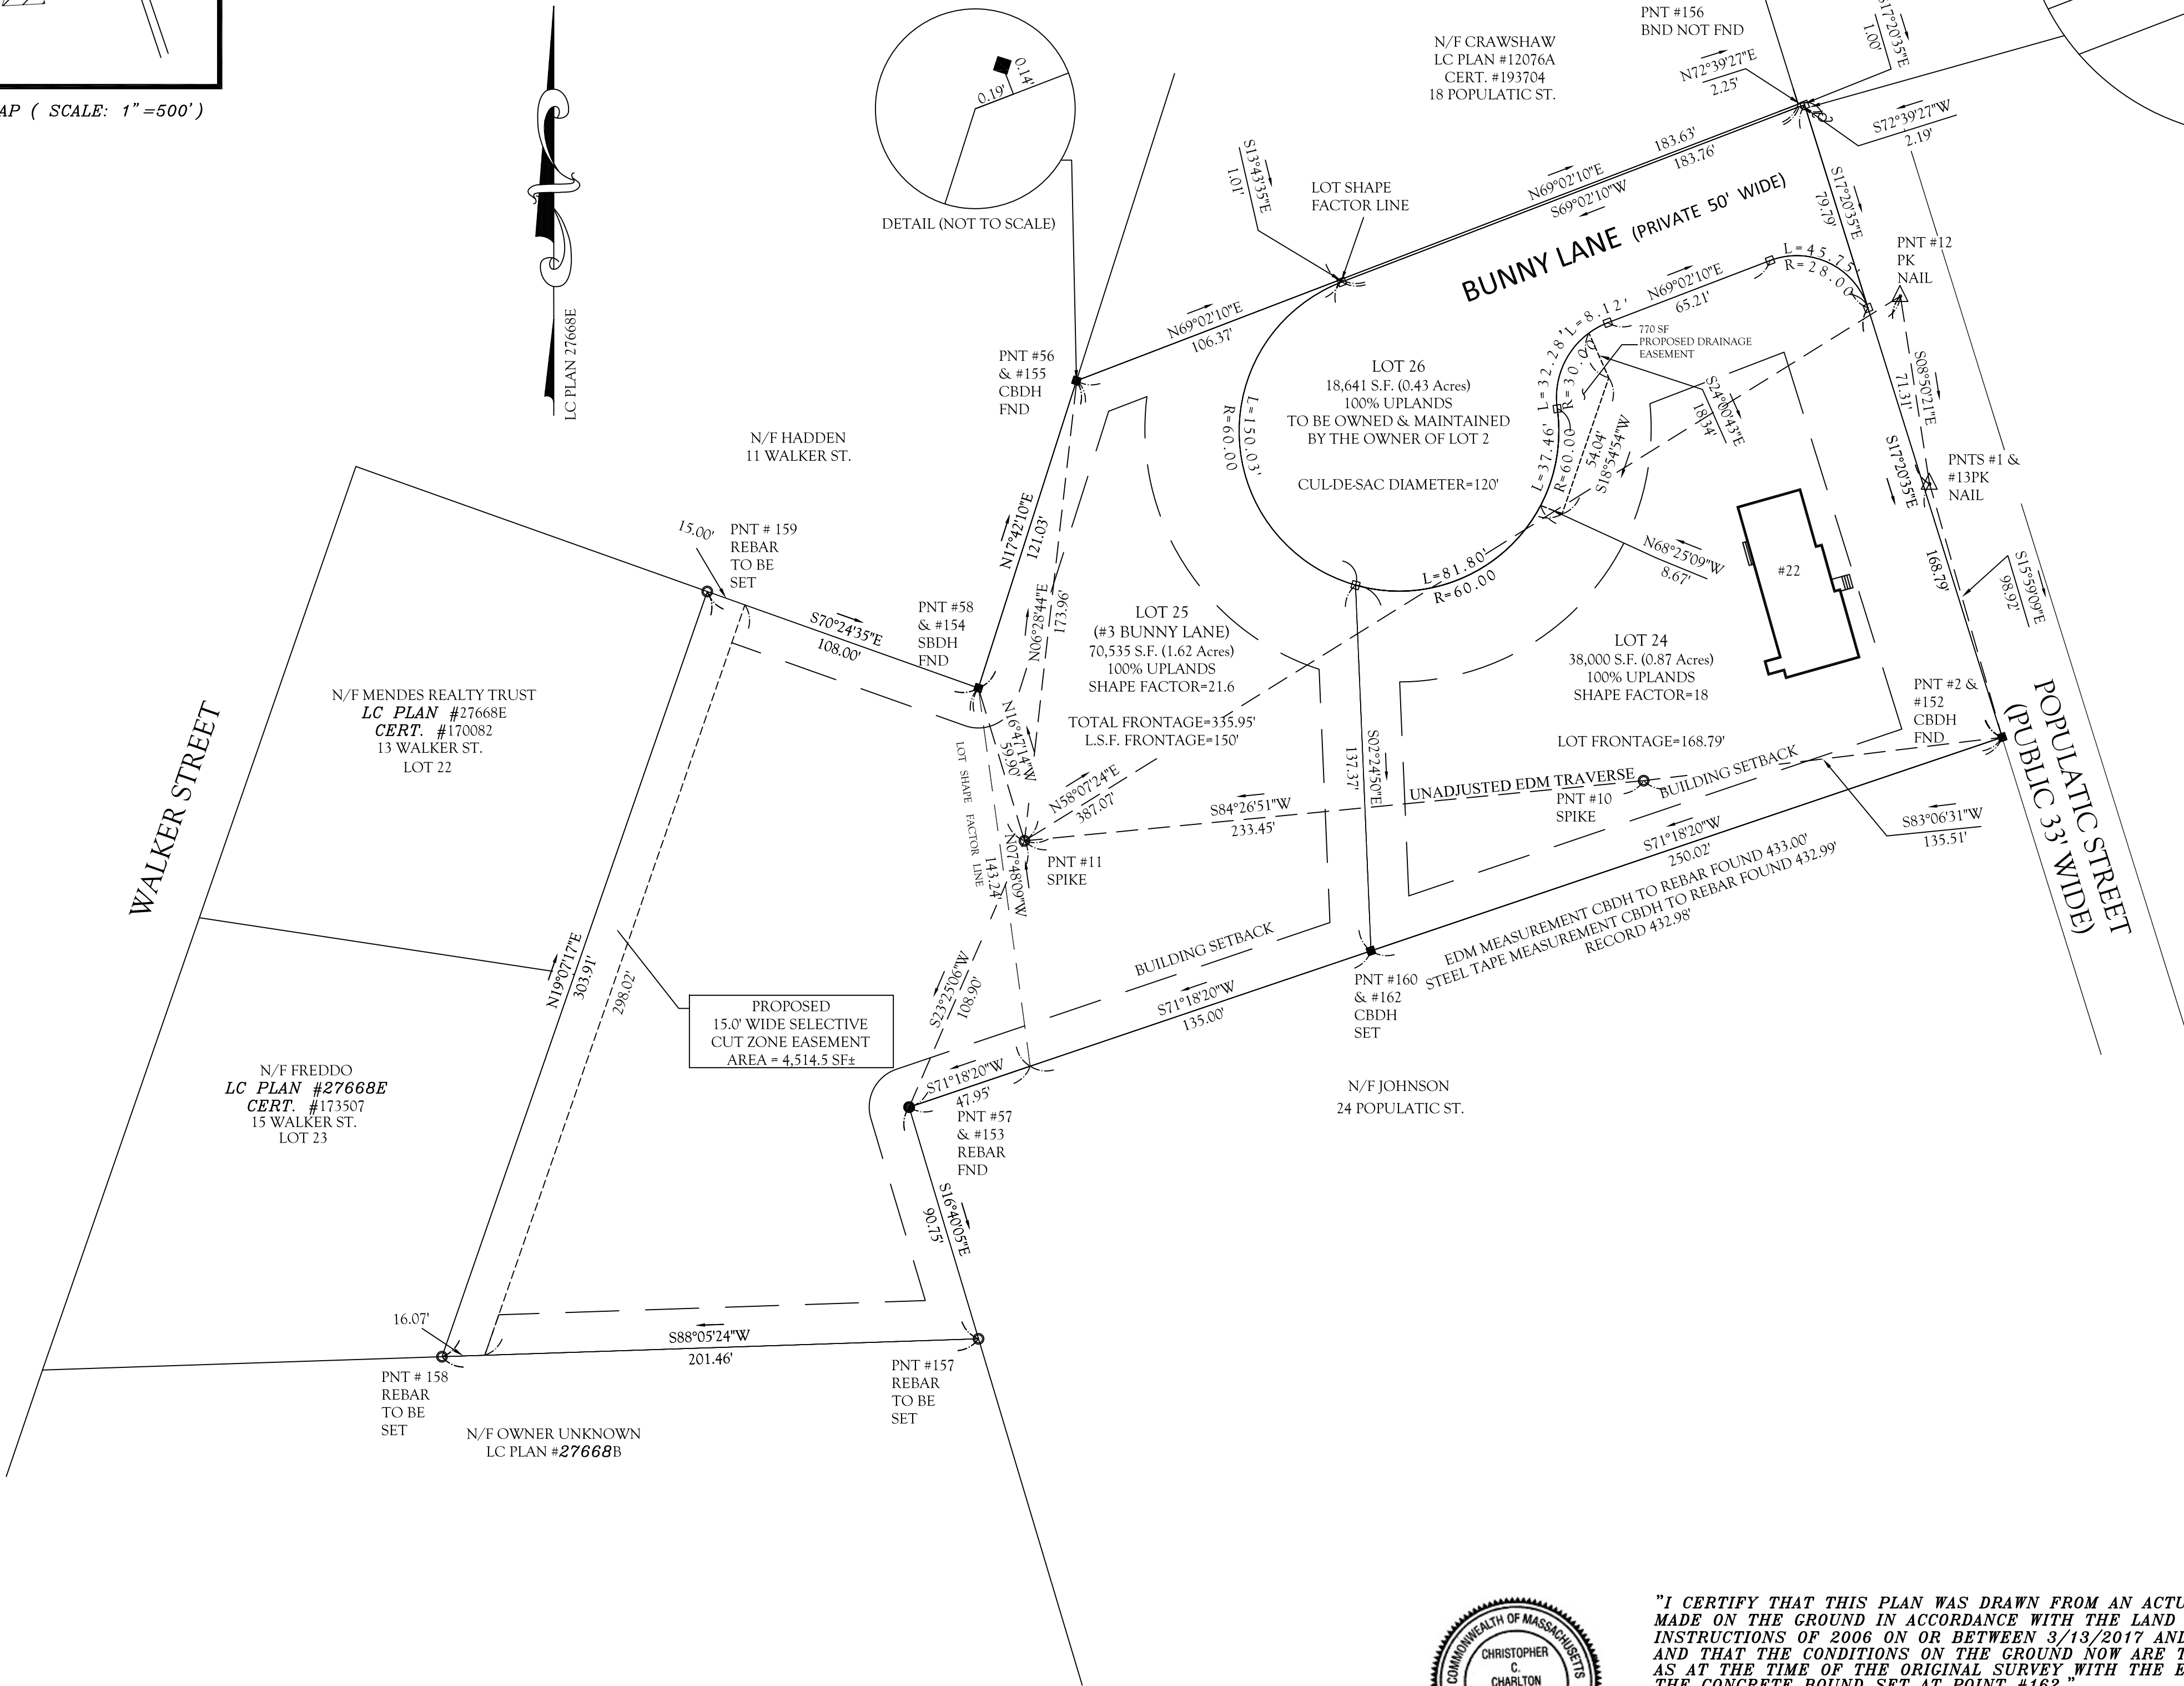 AP ( SCALE: 1"=500')
LC PLAN 27668E
0.14'
0.19'
DETAIL (NOT TO SCALE)
N/F CRAWSHAW
LC PLAN #12076A
CERT. #193704
18 POPULATIC ST.
PNT #156
BND NOT FND
N72°39'27"E
2.25'
S17°20'35"E
1.00'
S72°39'27"W
2.19'
S13°43'35"E
1.01'
LOT SHAPE
FACTOR LINE
183.63'
183.76'
N69°02'10"E
S69°02'10"W
BUNNY LANE (PRIVATE 50' WIDE)
S17°20'35"E
79.79'
PNT #12
PK
NAIL
L=45.75'
R=28.00
N69°02'10"E
65.21'
L=8.12'
L=32.28'
R=30.00
770 SF
PROPOSED DRAINAGE
EASEMENT
N69°02'10"E
106.37'
PNT #56
& #155
CBDH
FND
LOT 26
18,641 S.F. (0.43 Acres)
100% UPLANDS
TO BE OWNED & MAINTAINED
BY THE OWNER OF LOT 2
CUL-DE-SAC DIAMETER=120'
L=150.03'
R=60.00
L=37.46'
R=60.00
54.04'
S18°54'54"W
S24°00'43"E
18.34'
S08°50'21"E
71.31'
S17°20'35"E
168.79'
PNTS #1 &
#13PK
NAIL
S15°59'09"E
98.92'
N/F HADDEN
11 WALKER ST.
15.00'
PNT # 159
REBAR
TO BE
SET
S70°24'35"E
108.00'
PNT #58
& #154
SBDH
FND
N17°42'10"E
121.03'
N06°28'44"E
173.96'
LOT 25
(#3 BUNNY LANE)
70,535 S.F. (1.62 Acres)
100% UPLANDS
SHAPE FACTOR=21.6
TOTAL FRONTAGE=335.95'
L.S.F. FRONTAGE=150'
L=81.80'
R=60.00
N68°25'09"W
8.67'
#22
LOT 24
38,000 S.F. (0.87 Acres)
100% UPLANDS
SHAPE FACTOR=18
LOT FRONTAGE=168.79'
PNT #2 &
#152
CBDH
FND
POPULATIC STREET
(PUBLIC 33' WIDE)
N/F MENDES REALTY TRUST
LC PLAN #27668E
CERT. #170082
13 WALKER ST.
LOT 22
WALKER STREET
N16°47'14"W
59.90'
LOT SHAPE FACTOR LINE
N58°07'24"E
387.07'
S02°24'50"E
137.37'
UNADJUSTED EDM TRAVERSE
PNT #10
SPIKE
BUILDING SETBACK
S84°26'51"W
233.45'
S83°06'31"W
135.51'
PNT #11
SPIKE
N07°48'09"W
143.24'
S71°18'20"W
250.02'
EDM MEASUREMENT CBDH TO REBAR FOUND 433.00'
STEEL TAPE MEASUREMENT CBDH TO REBAR FOUND 432.99'
RECORD 432.98'
BUILDING SETBACK
S23°25'06"W
108.90'
N19°07'17"E
303.91'
298.02'
PROPOSED
15.0' WIDE SELECTIVE
CUT ZONE EASEMENT
AREA = 4,514.5 SF±
S71°18'20"W
135.00'
PNT #160
& #162
CBDH
SET
S71°18'20"W
47.95'
PNT #57
& #153
REBAR
FND
N/F JOHNSON
24 POPULATIC ST.
N/F FREDDO
LC PLAN #27668E
CERT. #173507
15 WALKER ST.
LOT 23
S16°40'05"E
90.75'
16.07'
S88°05'24"W
201.46'
PNT # 158
REBAR
TO BE
SET
PNT #157
REBAR
TO BE
SET
N/F OWNER UNKNOWN
LC PLAN #27668B
COMMONWEALTH OF MASSACHUSETTS
CHRISTOPHER
C.
CHARLTON
"I CERTIFY THAT THIS PLAN WAS DRAWN FROM AN ACTU
MADE ON THE GROUND IN ACCORDANCE WITH THE LAND
INSTRUCTIONS OF 2006 ON OR BETWEEN 3/13/2017 AND
AND THAT THE CONDITIONS ON THE GROUND NOW ARE T
AS AT THE TIME OF THE ORIGINAL SURVEY WITH THE E
THE CONCRETE BOUND SET AT POINT #162."